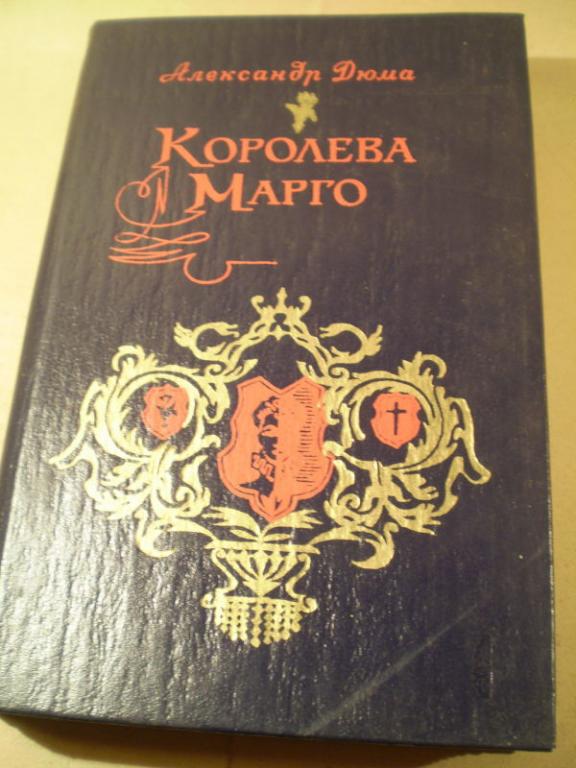 Александр Дюма
Королева
Марго